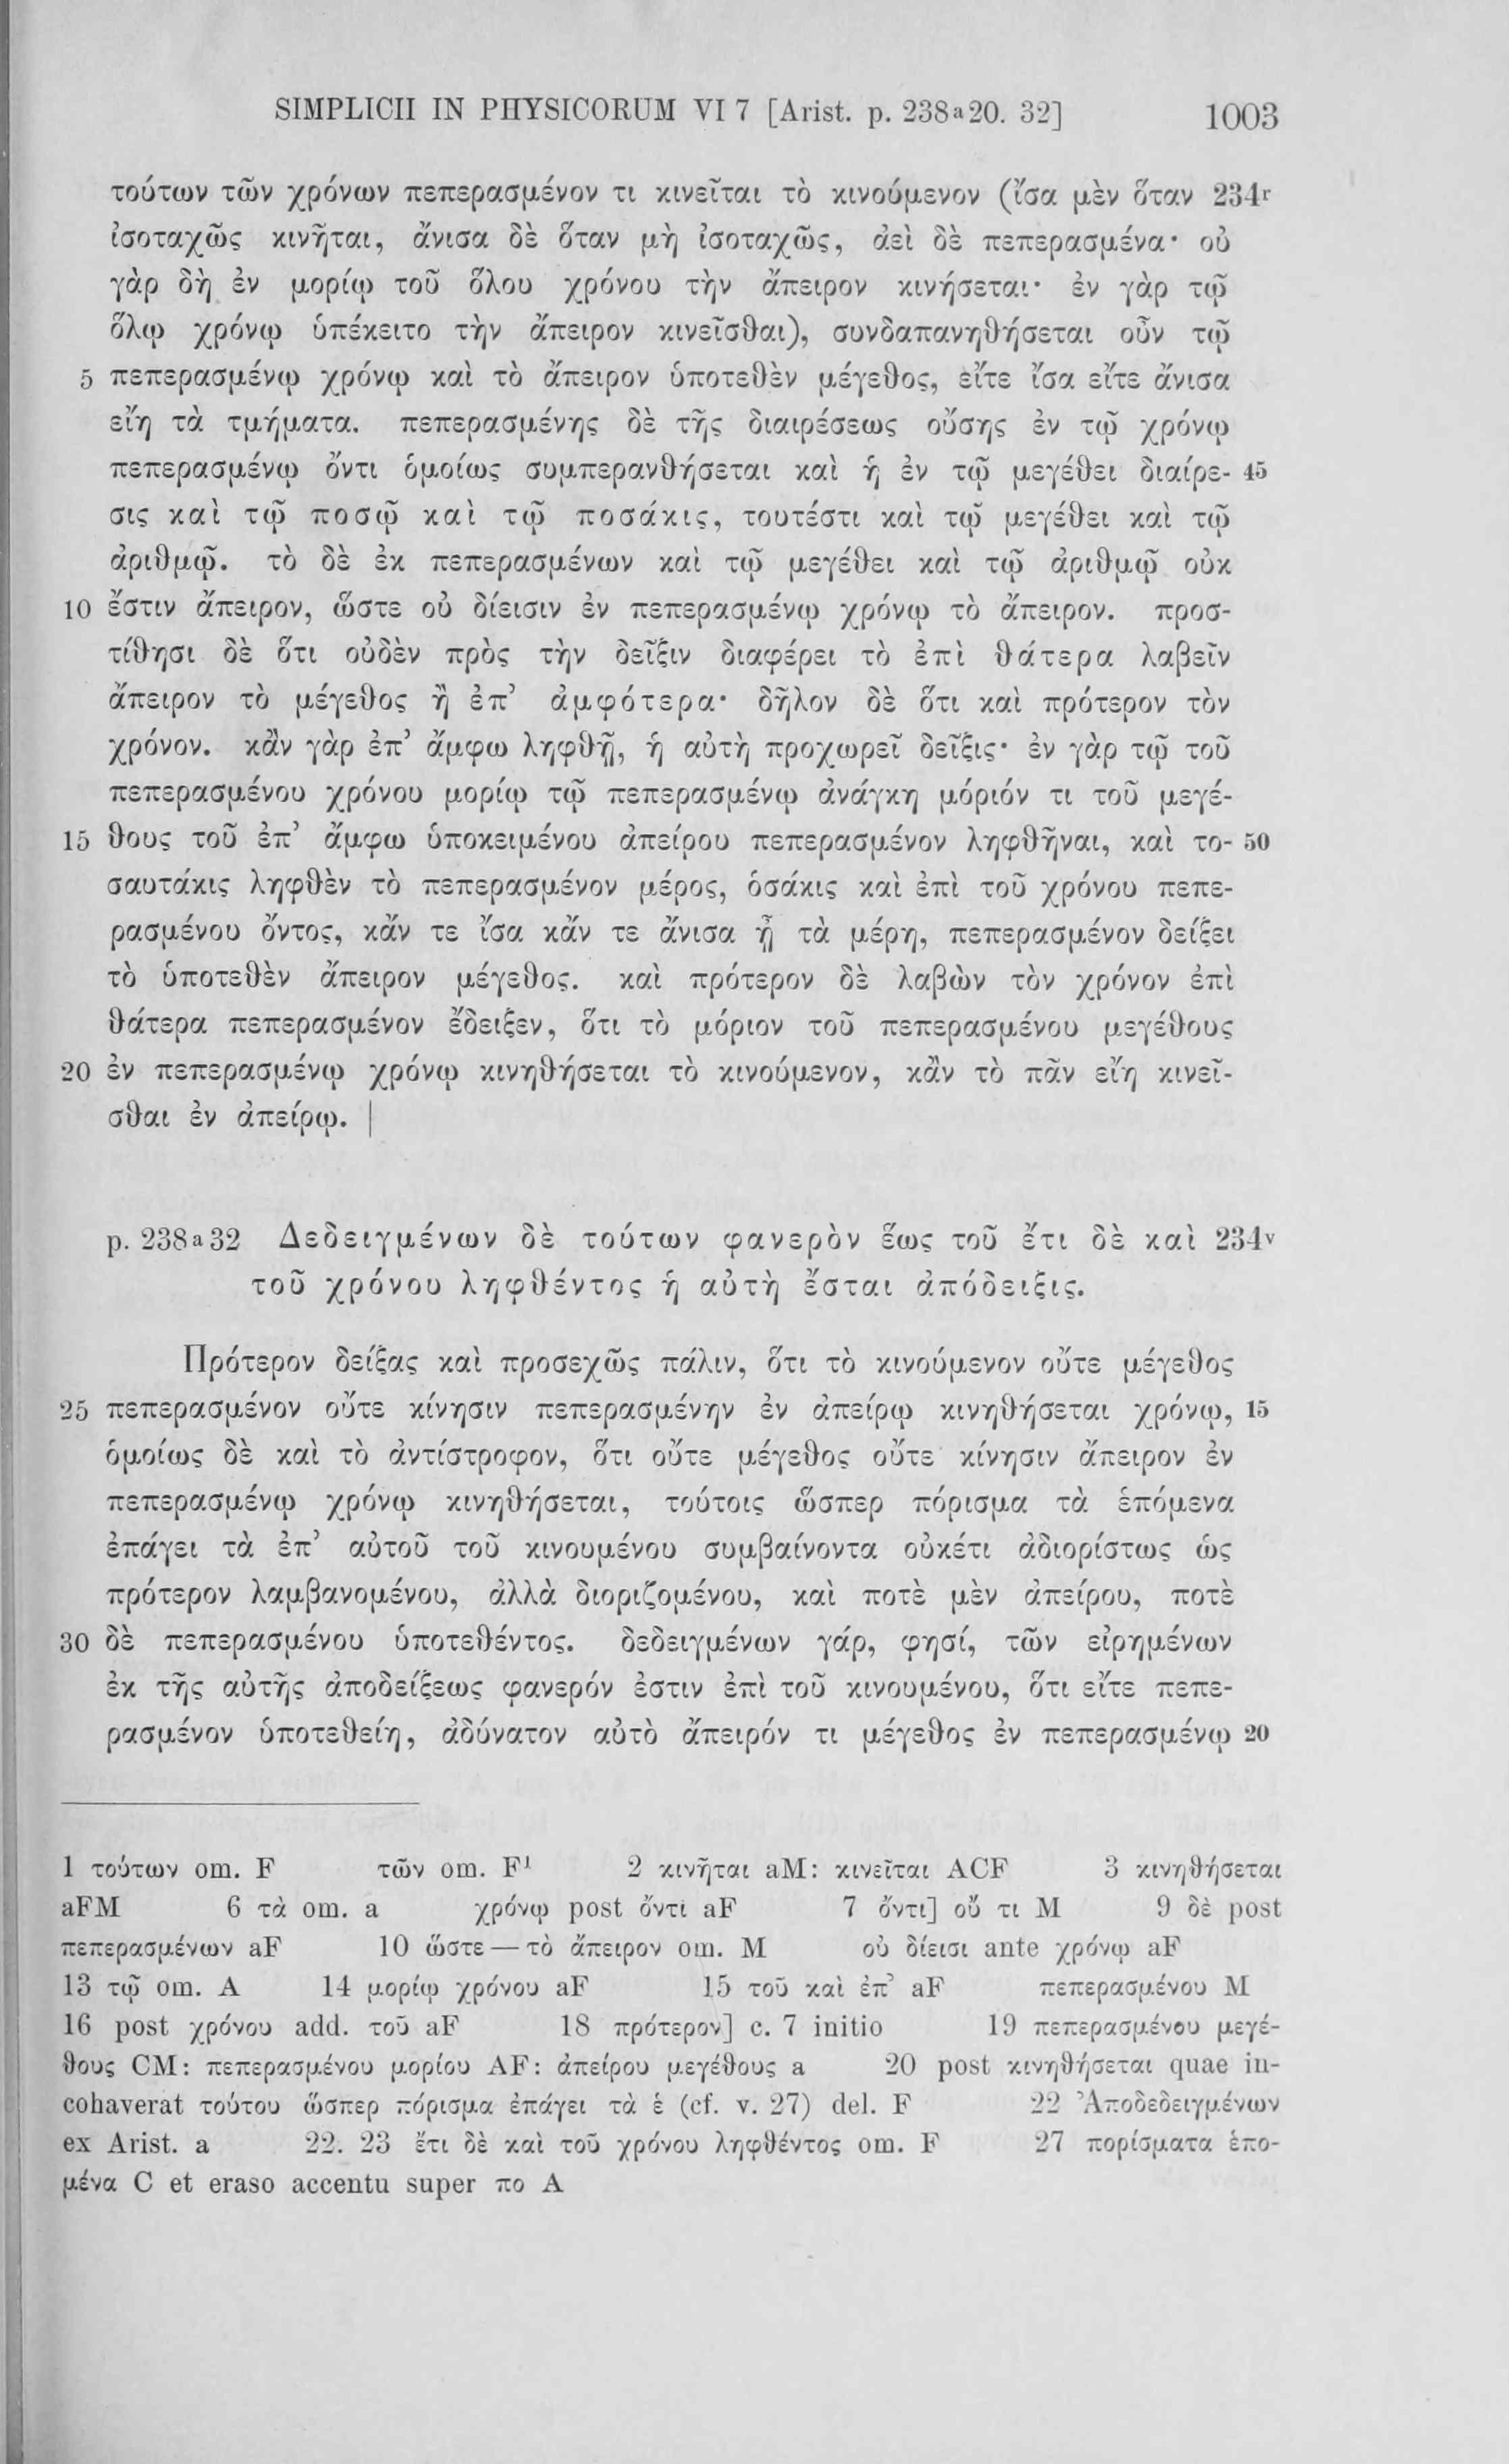 SIMPLICII IN PHYSICORUM VI 7 [Arist. p. 238a20. 32] 1003
τούτων τῶν χρόνων πεπερασμένον τι κινεῖται τὸ κινούμενον (ἴσα μὲν ὅταν 234r
ἰσοταχῶς κινῆται, ἄνισα δὲ ὅταν μὴ ἰσοταχῶς, ἀεὶ δὲ πεπερασμένα· οὐ
γὰρ δὴ ἐν μορίῳ τοῦ ὅλου χρόνου τὴν ἄπειρον κινήσεται· ἐν γὰρ τῷ
ὅλῳ χρόνῳ ὑπέκειτο τὴν ἄπειρον κινεῖσθαι), συνδαπανηθήσεται οὖν τῷ
5 πεπερασμένῳ χρόνῳ καὶ τὸ ἄπειρον ὑποτεθὲν μέγεθος, εἴτε ἴσα εἴτε ἄνισα
εἴη τὰ τμήματα. πεπερασμένης δὲ τῆς διαιρέσεως οὔσης ἐν τῷ χρόνῳ
πεπερασμένῳ ὄντι ὁμοίως συμπερανθήσεται καὶ ἡ ἐν τῷ μεγέθει διαίρε- 45
σις καὶ τῷ ποσῷ καὶ τῷ ποσάκις, τουτέστι καὶ τῷ μεγέθει καὶ τῷ
ἀριθμῷ. τὸ δὲ ἐκ πεπερασμένων καὶ τῷ μεγέθει καὶ τῷ ἀριθμῷ οὐκ
10 ἔστιν ἄπειρον, ὥστε οὐ δίεισιν ἐν πεπερασμένῳ χρόνῳ τὸ ἄπειρον. προσ-
τίθησι δὲ ὅτι οὐδὲν πρὸς τὴν δεῖξιν διαφέρει τὸ ἐπὶ θάτερα λαβεῖν
ἄπειρον τὸ μέγεθος ἢ ἐπ’ ἀμφότερα· δῆλον δὲ ὅτι καὶ πρότερον τὸν
χρόνον. κἂν γὰρ ἐπ’ ἄμφω ληφθῇ, ἡ αὐτὴ προχωρεῖ δεῖξις· ἐν γὰρ τῷ τοῦ
πεπερασμένου χρόνου μορίῳ τῷ πεπερασμένῳ ἀνάγκη μόριόν τι τοῦ μεγέ-
15 θους τοῦ ἐπ’ ἄμφω ὑποκειμένου ἀπείρου πεπερασμένον ληφθῆναι, καὶ το- 50
σαυτάκις ληφθὲν τὸ πεπερασμένον μέρος, ὁσάκις καὶ ἐπὶ τοῦ χρόνου πεπε-
ρασμένου ὄντος, κἄν τε ἴσα κἄν τε ἄνισα ᾖ τὰ μέρη, πεπερασμένον δείξει
τὸ ὑποτεθὲν ἄπειρον μέγεθος. καὶ πρότερον δὲ λαβὼν τὸν χρόνον ἐπὶ
θάτερα πεπερασμένον ἔδειξεν, ὅτι τὸ μόριον τοῦ πεπερασμένου μεγέθους
20 ἐν πεπερασμένῳ χρόνῳ κινηθήσεται τὸ κινούμενον, κἂν τὸ πᾶν εἴη κινεῖ-
σθαι ἐν ἀπείρῳ. |
p. 238a32 Δεδειγμένων δὲ τούτων φανερὸν ἕως τοῦ ἔτι δὲ καὶ 234v
τοῦ χρόνου ληφθέντος ἡ αὐτὴ ἔσται ἀπόδειξις.
Πρότερον δείξας καὶ προσεχῶς πάλιν, ὅτι τὸ κινούμενον οὔτε μέγεθος
25 πεπερασμένον οὔτε κίνησιν πεπερασμένην ἐν ἀπείρῳ κινηθήσεται χρόνῳ, 15
ὁμοίως δὲ καὶ τὸ ἀντίστροφον, ὅτι οὔτε μέγεθος οὔτε κίνησιν ἄπειρον ἐν
πεπερασμένῳ χρόνῳ κινηθήσεται, τούτοις ὥσπερ πόρισμα τὰ ἑπόμενα
ἐπάγει τὰ ἐπ’ αὐτοῦ τοῦ κινουμένου συμβαίνοντα οὐκέτι ἀδιορίστως ὡς
πρότερον λαμβανομένου, ἀλλὰ διοριζομένου, καὶ ποτὲ μὲν ἀπείρου, ποτὲ
30 δὲ πεπερασμένου ὑποτεθέντος. δεδειγμένων γάρ, φησί, τῶν εἰρημένων
ἐκ τῆς αὐτῆς ἀποδείξεως φανερόν ἐστιν ἐπὶ τοῦ κινουμένου, ὅτι εἴτε πεπε-
ρασμένον ὑποτεθείη, ἀδύνατον αὐτὸ ἄπειρόν τι μέγεθος ἐν πεπερασμένῳ 20
1 τούτων om. F τῶν om. F¹ 2 κινῆται aM: κινεῖται ACF 3 κινηθήσεται
aFM 6 τὰ om. a χρόνῳ post ὄντι aF 7 ὄντι] οὔ τι M 9 δὲ post
πεπερασμένων aF 10 ὥστε — τὸ ἄπειρον om. M οὐ δίεισι ante χρόνῳ aF
13 τῷ om. A 14 μορίῳ χρόνου aF 15 τοῦ καὶ ἐπ’ aF πεπερασμένου M
16 post χρόνου add. τοῦ aF 18 πρότερον] c. 7 initio 19 πεπερασμένου μεγέ-
θους CM: πεπερασμένου μορίου AF: ἀπείρου μεγέθους a 20 post κινηθήσεται quae in-
cohaverat τούτου ὥσπερ πόρισμα ἐπάγει τὰ ἑ (cf. v. 27) del. F 22 Ἀποδεδειγμένων
ex Arist. a 22. 23 ἔτι δὲ καὶ τοῦ χρόνου ληφθέντος om. F 27 πορίσματα ἑπο-
μένα C et eraso accentu super πο A